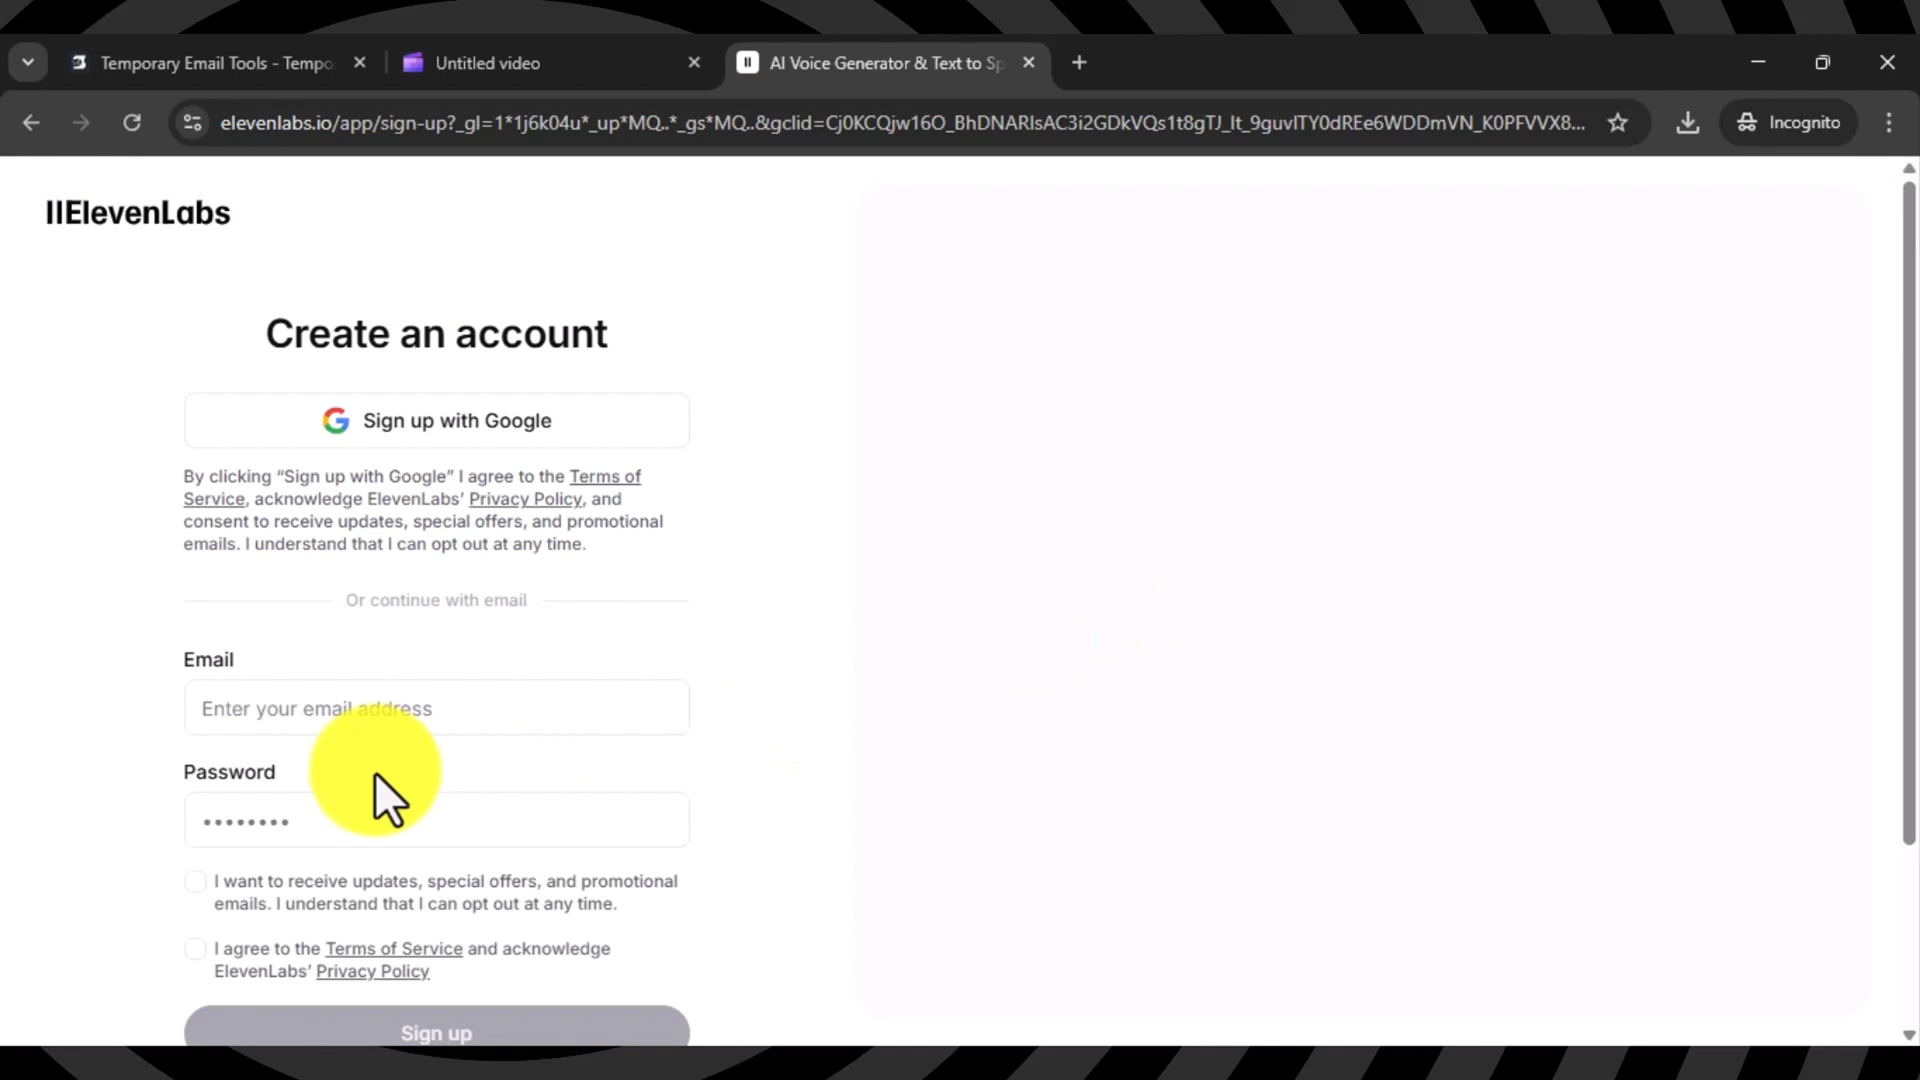 Temporary Email Tools - Tempo
Untitled video
AI Voice Generator & Text to Sp
elevenlabs.io/app/sign-up?_gl=1*1j6k04u*_up*MQ..*_gs*MQ..&gclid=Cj0KCQjw16O_BhDNARIsAC3i2GDkVQs1t8gTJ_lt_9guvITY0dREe6WDDmVN_K0PFVVX8...
Incognito
IIElevenLabs
Create an account
Sign up with Google
By clicking “Sign up with Google” I agree to the Terms of
Service, acknowledge ElevenLabs’ Privacy Policy, and
consent to receive updates, special offers, and promotional
emails. I understand that I can opt out at any time.
Or continue with email
Email
Enter your email address
Password
••••••••
I want to receive updates, special offers, and promotional
emails. I understand that I can opt out at any time.
I agree to the Terms of Service and acknowledge
ElevenLabs’ Privacy Policy
Sign up